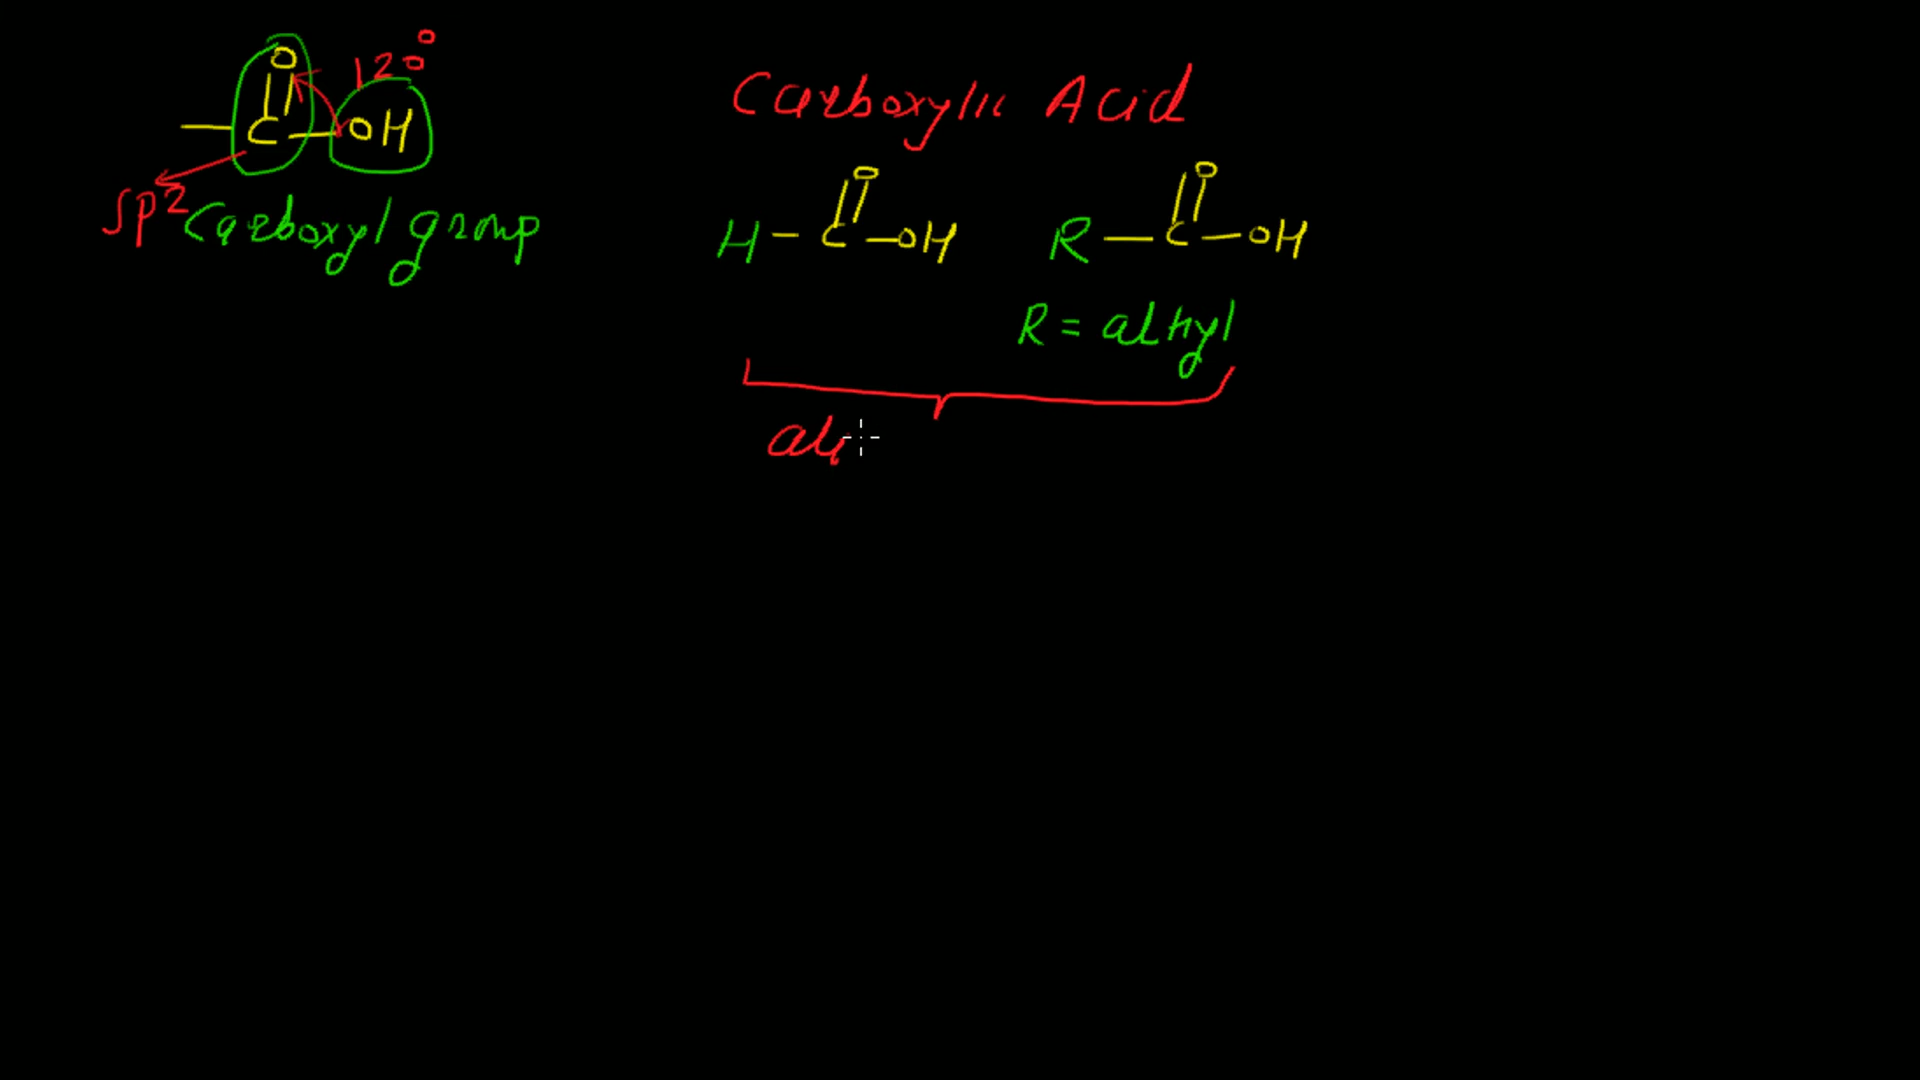 O
120°
— C — OH
SP²
Carboxyl group
Carboxylic Acid
O
H — C — OH
O
R — C — OH
R = alkyl
ali